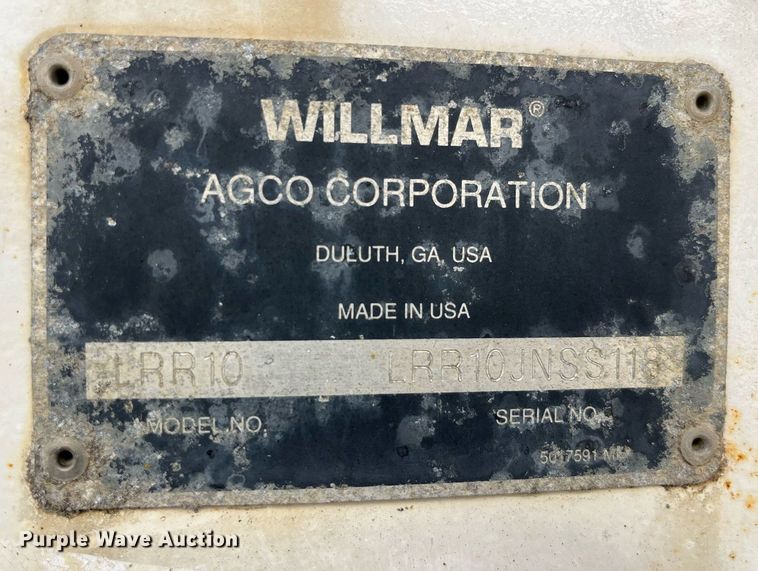 WILLMAR®
AGCO CORPORATION
DULUTH, GA, USA
MADE IN USA
LRR10 LRR10JNSS118
MODEL NO. SERIAL NO.
Purple Wave Auction